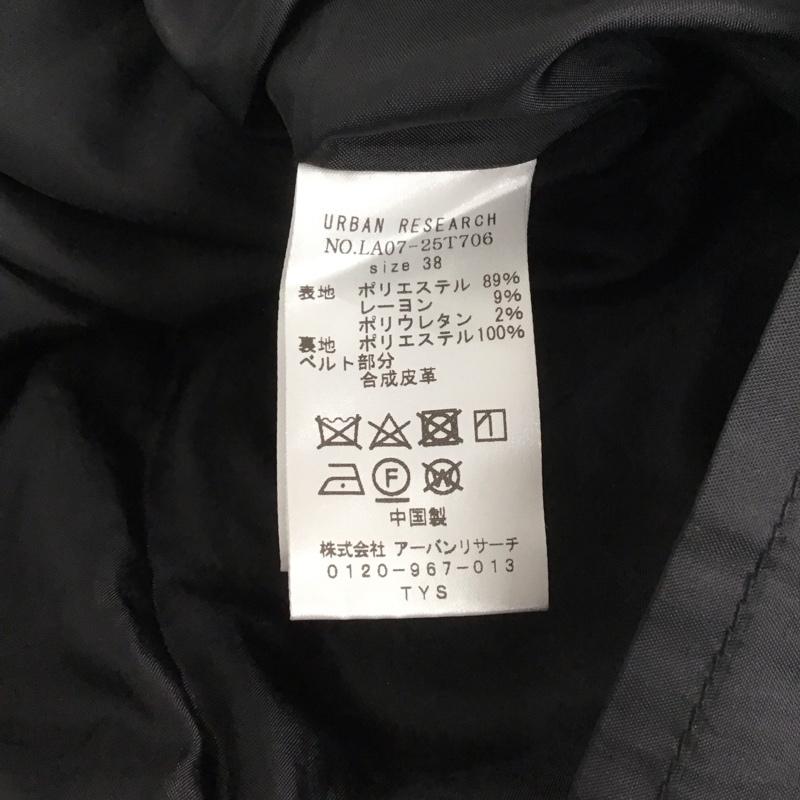 URBAN RESEARCH
NO.LA07-25T706
size 38
表地 ポリエステル 89%
レーヨン 9%
ポリウレタン 2%
裏地 ポリエステル100%
ベルト部分
合成皮革
F W
中国製
株式会社 アーバンリサーチ
0120-967-013
TYS